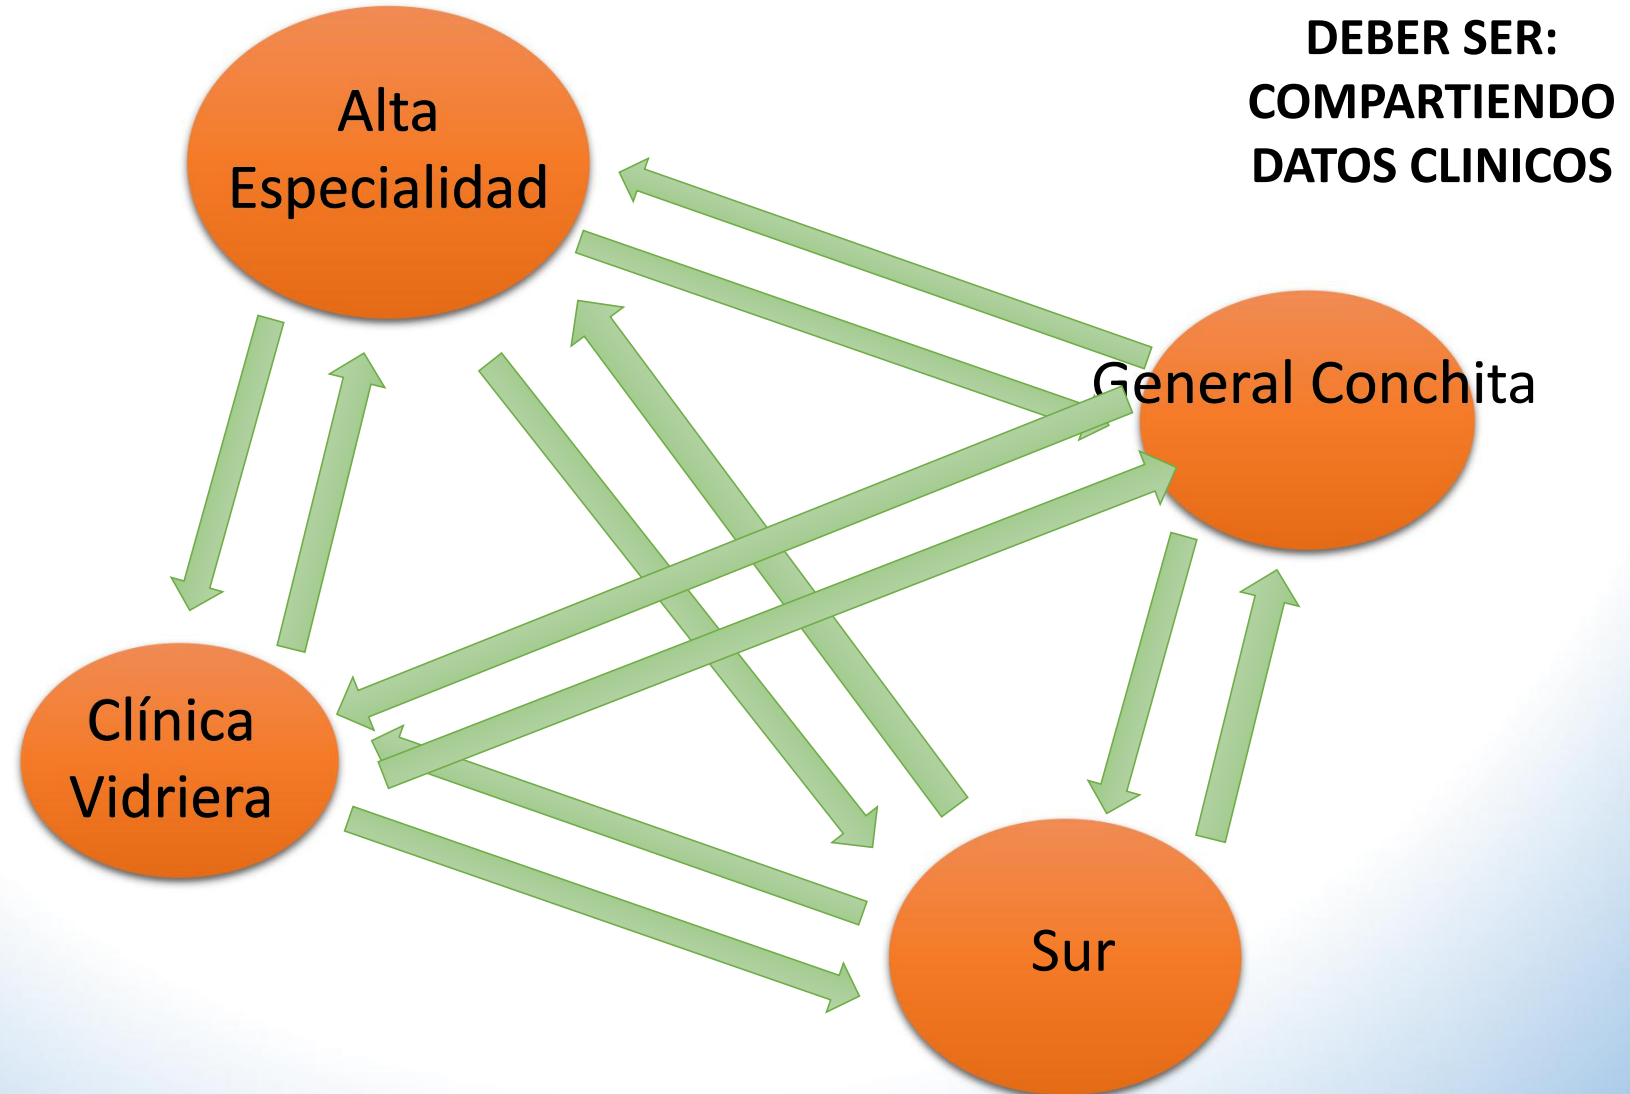 DEBER SER:
COMPARTIENDO
DATOS CLINICOS
Alta
Especialidad
General Conchita
Clínica
Vidriera
Sur